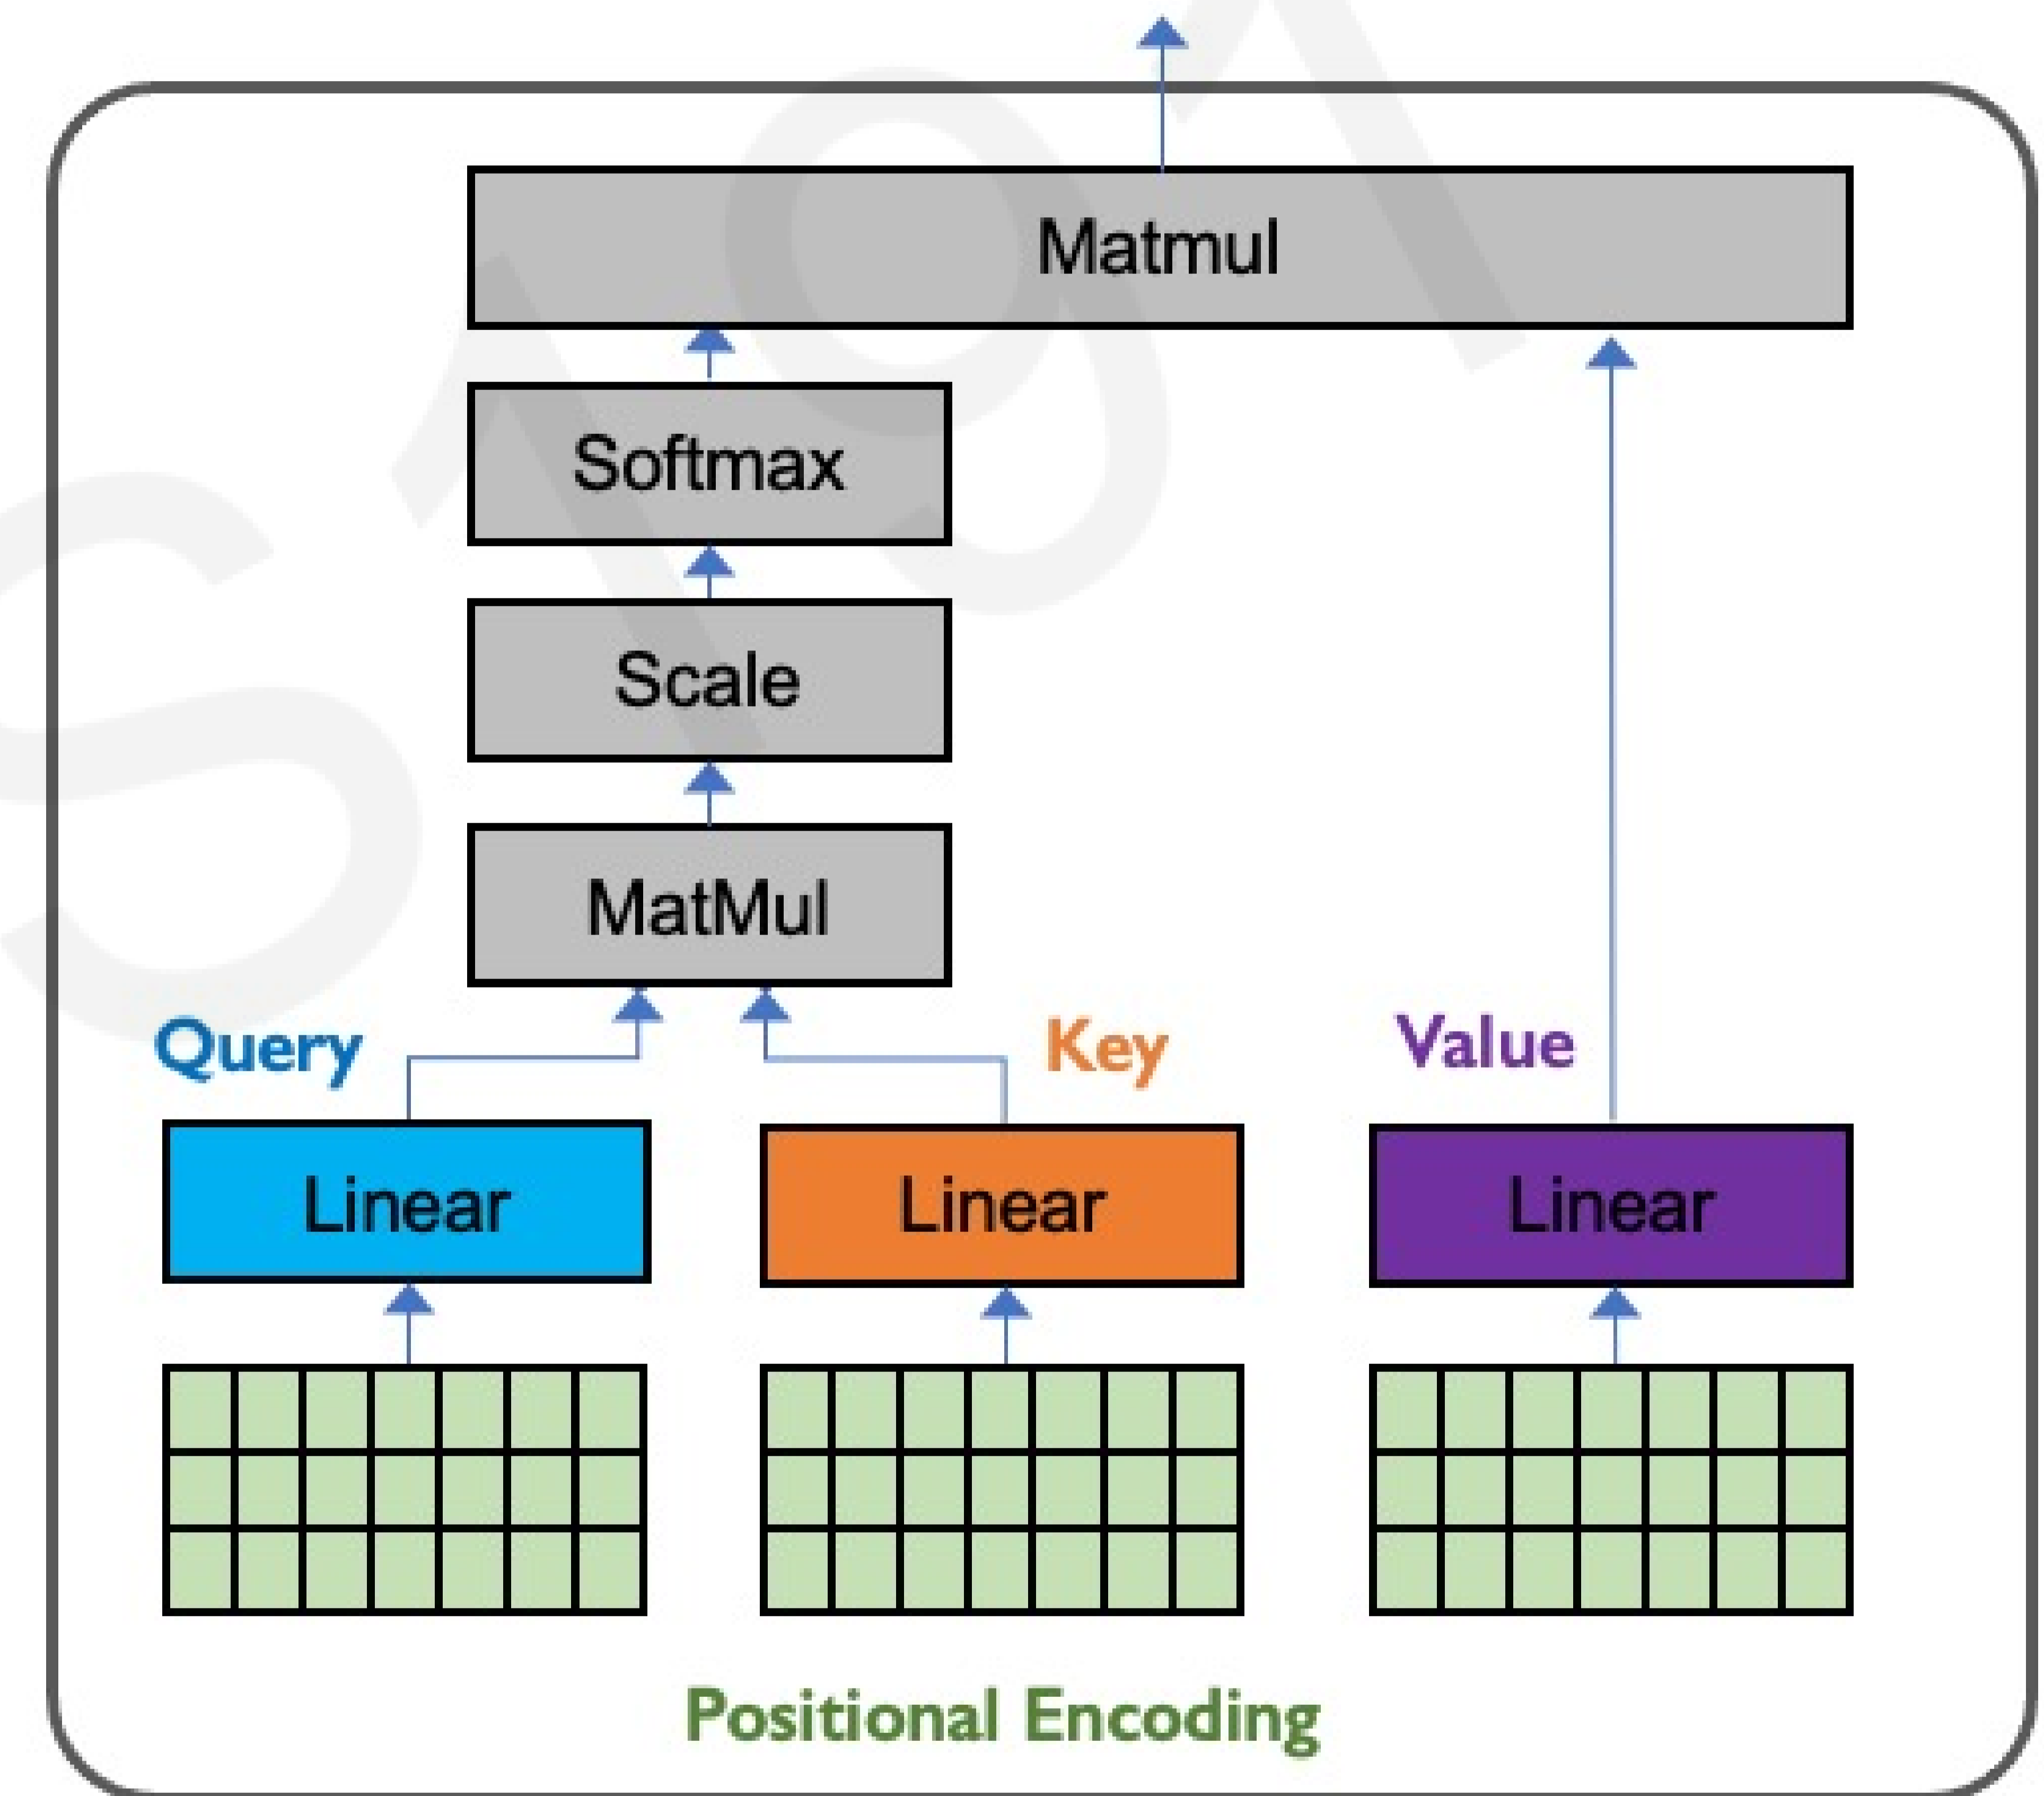 Matmul
Softmax
Scale
MatMul
Query Key Value
Linear Linear Linear
Positional Encoding